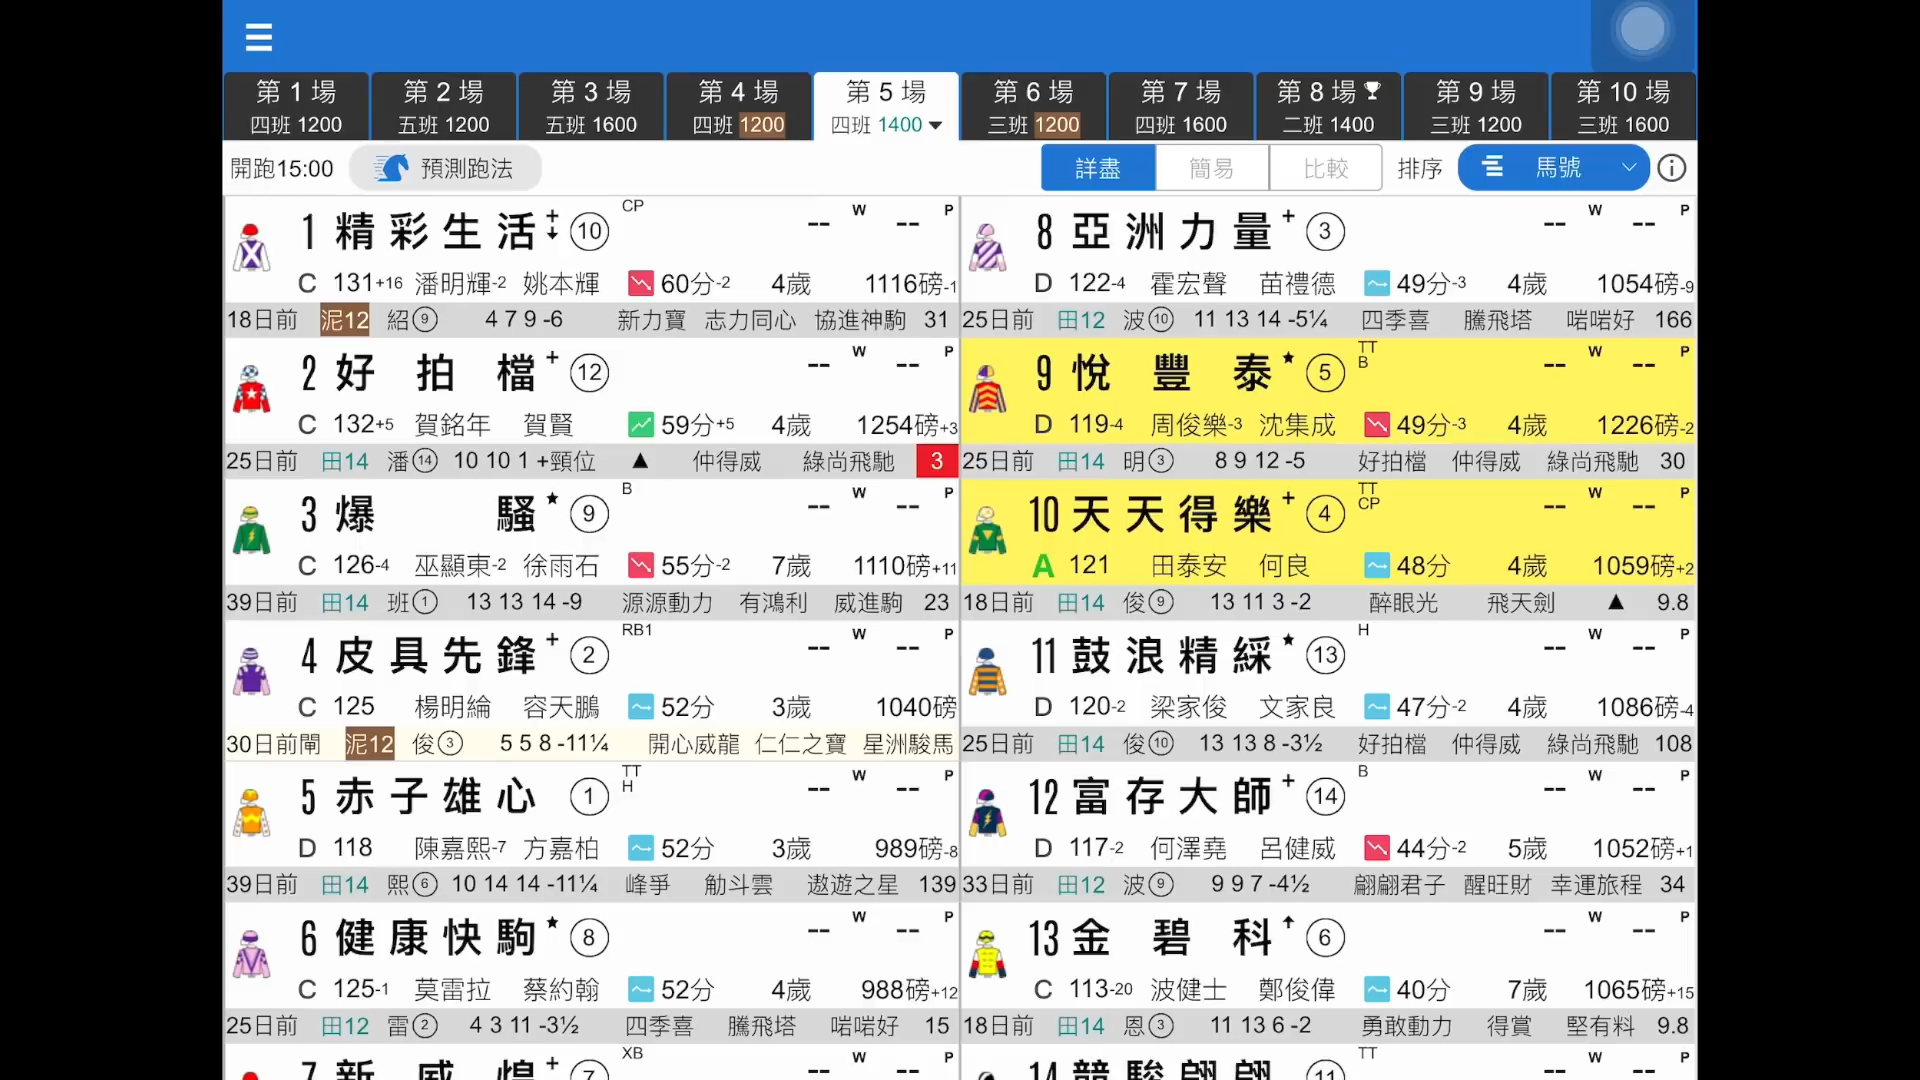 第 1 場 第 2 場 第 3 場 第 4 場 第 5 場 第 6 場 第 7 場 第 8 場 第 9 場 第 10 場
四班 1200 五班 1200 五班 1600 四班 1200 四班 1400 三班 1200 四班 1600 二班 1400 三班 1200 三班 1600
開跑15:00 預測跑法 詳盡 簡易 比較 排序 馬號
1 精彩生活+ 10 CP -- W -- P
C 131+16 潘明輝-2 姚本輝 60分-2 4歲 1116磅-1
18日前 泥12 紹⑨ 4 7 9 -6 新力寶 志力同心 協進神駒 31
2 好拍檔+ 12 -- W -- P
C 132+5 賀銘年 賀賢 59分+5 4歲 1254磅+3
25日前 田14 潘⑭ 10 10 1 +頸位 ▲ 仲得威 綠尚飛馳 3
3 爆騷★ 9 B -- W -- P
C 126-4 巫顯東-2 徐雨石 55分-2 7歲 1110磅+11
39日前 田14 班① 13 13 14 -9 源源動力 有鴻利 威進駒 23
4 皮具先鋒+ 2 RB1 -- W -- P
C 125 楊明綸 容天鵬 52分 3歲 1040磅
30日前閘 泥12 俊③ 5 5 8 -11¼ 開心威龍 仁仁之寶 星洲駿馬
5 赤子雄心 1 TT H -- W -- P
D 118 陳嘉熙-7 方嘉柏 52分 3歲 989磅-8
39日前 田14 熙⑥ 10 14 14 -11¼ 峰爭 觔斗雲 遨遊之星 139
6 健康快駒★ 8 -- W -- P
C 125-1 莫雷拉 蔡約翰 52分 4歲 988磅+12
25日前 田12 雷② 4 3 11 -3½ 四季喜 騰飛塔 啱啱好 15
7 新威煌+ 7 XB -- W -- P
8 亞洲力量+ 3 -- W -- P
D 122-4 霍宏聲 苗禮德 49分-3 4歲 1054磅-9
25日前 田12 波⑩ 11 13 14 -5¼ 四季喜 騰飛塔 啱啱好 166
9 悅豐泰★ 5 TT B -- W -- P
D 119-4 周俊樂-3 沈集成 49分-3 4歲 1226磅-2
25日前 田14 明③ 8 9 12 -5 好拍檔 仲得威 綠尚飛馳 30
10 天天得樂+ 4 TT CP -- W -- P
A 121 田泰安 何良 48分 4歲 1059磅+2
18日前 田14 俊⑨ 13 11 3 -2 醉眼光 飛天劍 ▲ 9.8
11 鼓浪精綵★ 13 H -- W -- P
D 120-2 梁家俊 文家良 47分-2 4歲 1086磅-4
25日前 田14 俊⑩ 13 13 8 -3½ 好拍檔 仲得威 綠尚飛馳 108
12 富存大師+ 14 B -- W -- P
D 117-2 何澤堯 呂健威 44分-2 5歲 1052磅+1
33日前 田12 波⑨ 9 9 7 -4½ 翩翩君子 醒旺財 幸運旅程 34
13 金碧科 6 -- W -- P
C 113-20 波健士 鄭俊偉 40分 7歲 1065磅+15
18日前 田14 恩③ 11 13 6 -2 勇敢動力 得賞 堅有料 9.8
14 競駿翩翩 11 TT -- W -- P